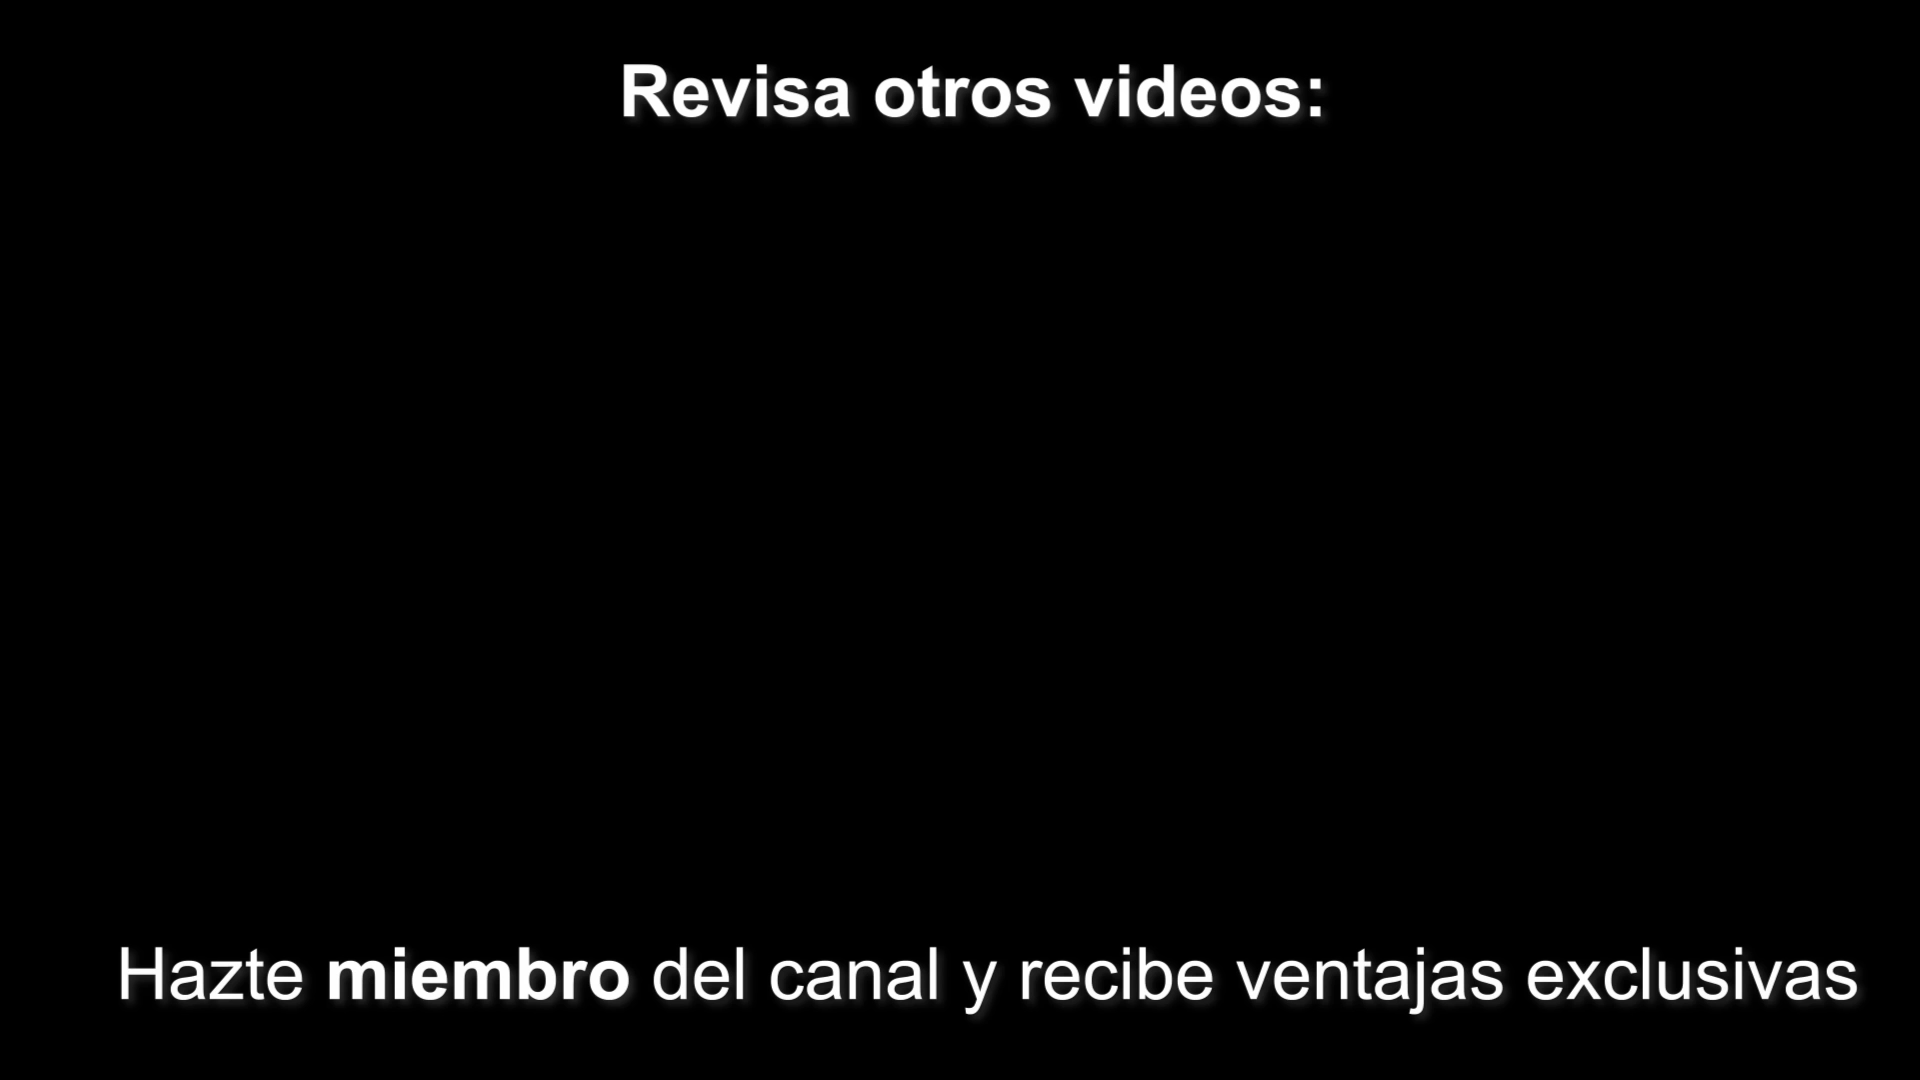 Revisa otros videos:
Hazte miembro del canal y recibe ventajas exclusivas